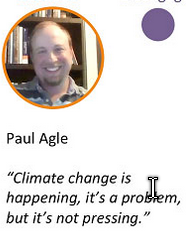 Paul Agle
“Climate change is
happening, it’s a problem,
but it’s not pressing.”